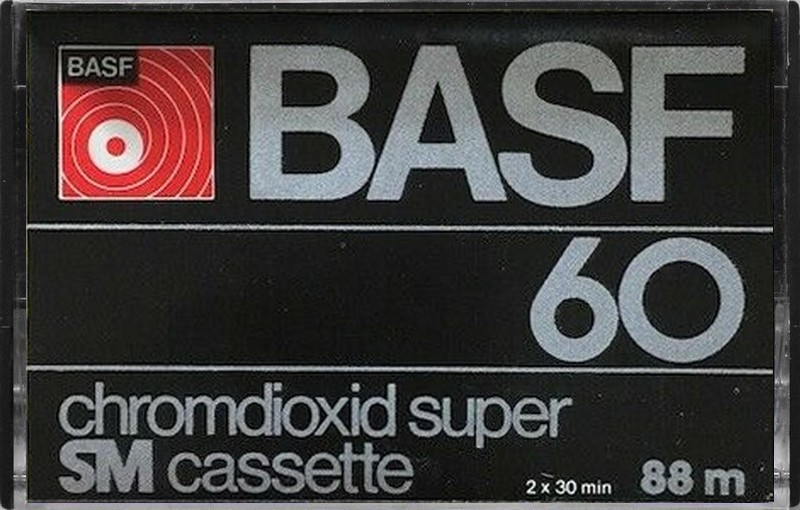 BASF
BASF
60
chromdioxid super
SM cassette
2 x 30 min 88 m